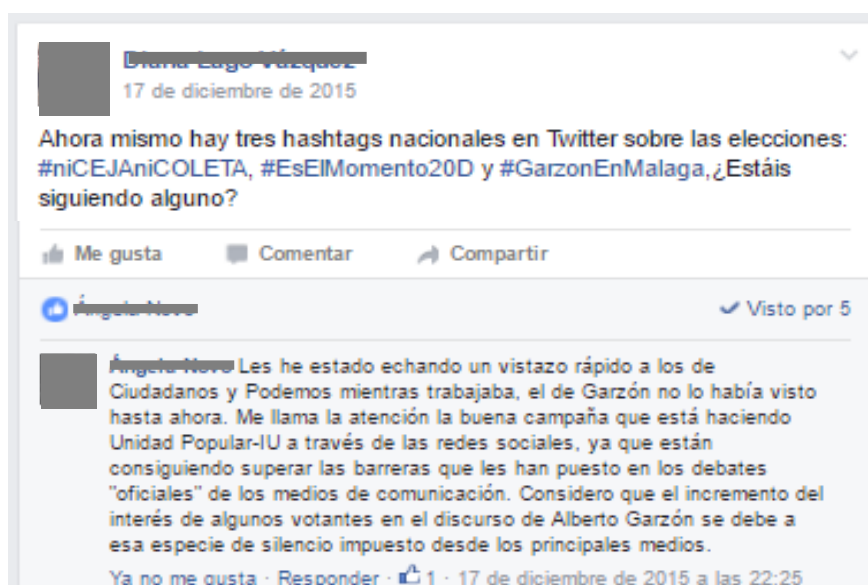 17 de diciembre de 2015
Ahora mismo hay tres hashtags nacionales en Twitter sobre las elecciones:
#niCEJAniCOLETA, #EsElMomento20D y #GarzonEnMalaga,¿Estáis
siguiendo alguno?
Me gusta Comentar Compartir
Visto por 5
Les he estado echando un vistazo rápido a los de
Ciudadanos y Podemos mientras trabajaba, el de Garzón no lo había visto
hasta ahora. Me llama la atención la buena campaña que está haciendo
Unidad Popular-IU a través de las redes sociales, ya que están
consiguiendo superar las barreras que les han puesto en los debates
"oficiales" de los medios de comunicación. Considero que el incremento del
interés de algunos votantes en el discurso de Alberto Garzón se debe a
esa especie de silencio impuesto desde los principales medios.
Ya no me gusta · Responder · 1 · 17 de diciembre de 2015 a las 22:25